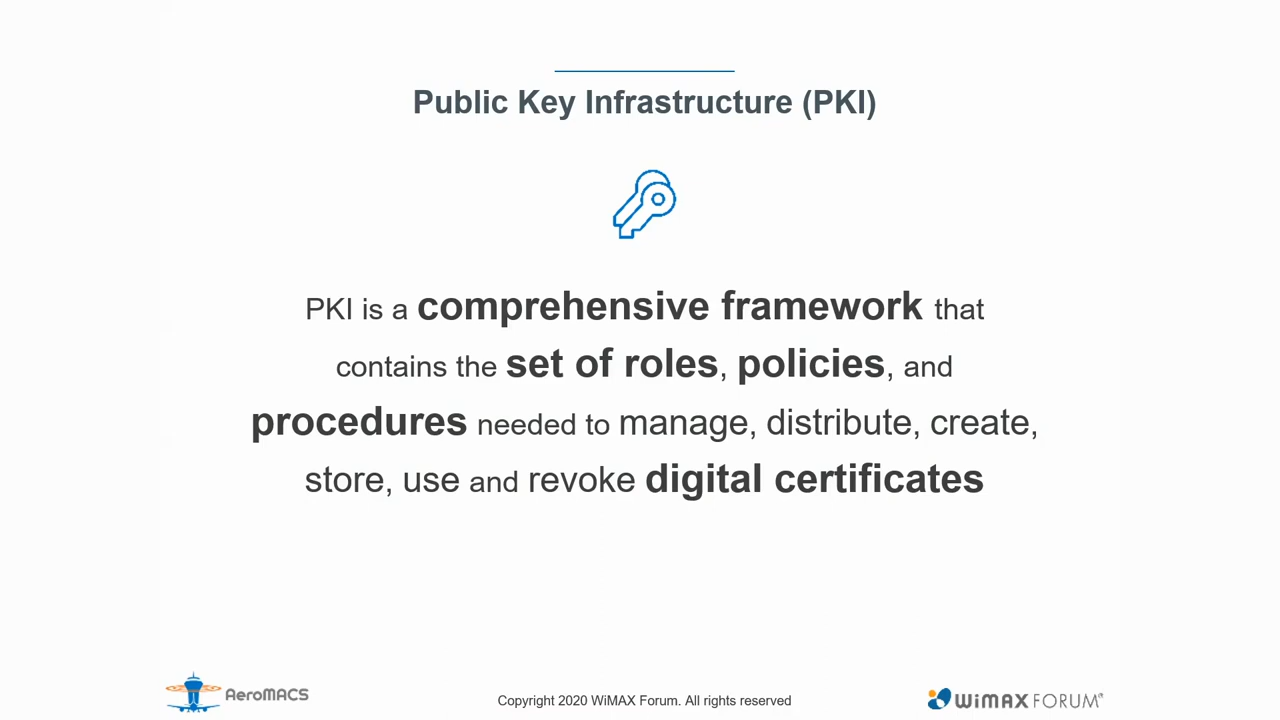 Public Key Infrastructure (PKI)
PKI is a comprehensive framework that
contains the set of roles, policies, and
procedures needed to manage, distribute, create,
store, use and revoke digital certificates
AeroMACS
Copyright 2020 WiMAX Forum. All rights reserved
WiMAX FORUM®